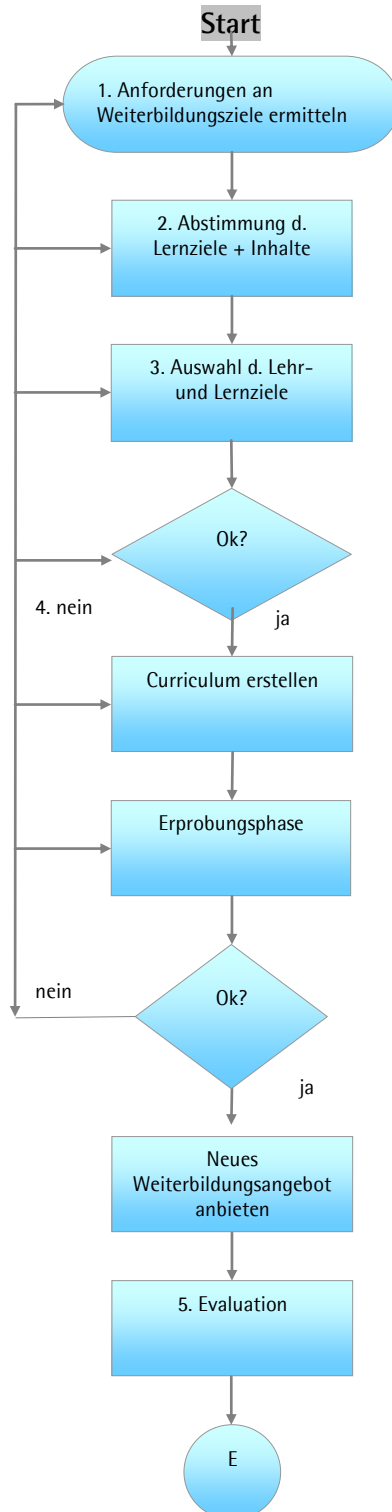 Start
1. Anforderungen an
Weiterbildungsziele ermitteln
2. Abstimmung d.
Lernziele + Inhalte
3. Auswahl d. Lehr-
und Lernziele
Ok?
4. nein
ja
Curriculum erstellen
Erprobungsphase
nein
Ok?
ja
Neues
Weiterbildungsangebot
anbieten
5. Evaluation
E